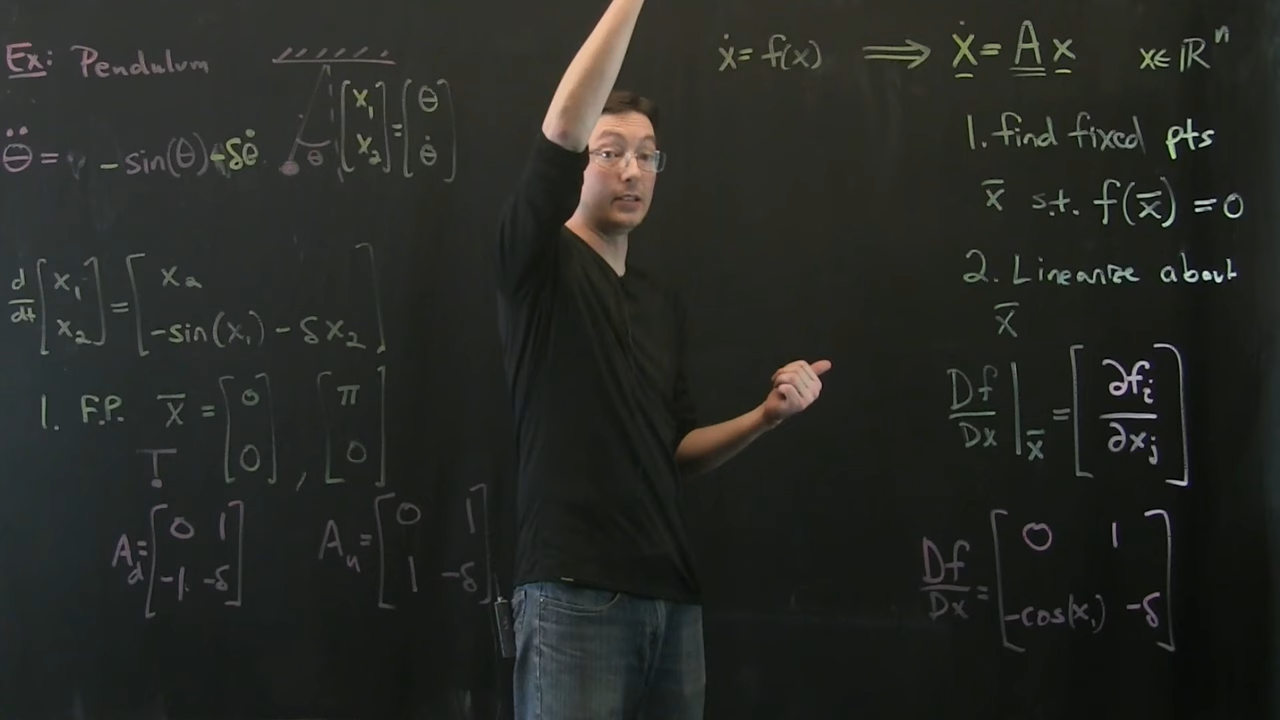 Ex: Pendulum
θ̈ = -sin(θ) -δθ̇
θ
[x₁ x₂] = [θ θ̇]
d/dt [x₁ x₂] = [x₂ -sin(x₁) - δx₂]
1. F.P. x̄ = [0 0], [π 0]
A_d = [0 1 -1 -δ] A_u = [0 1 1 -δ]
ẋ = f(x) ⟹ ẋ = A x x ∈ ℝⁿ
1. find fixed pts
x̄ s.t. f(x̄) = 0
2. Linearize about
x̄
Df/Dx |x̄ = [∂fᵢ/∂xⱼ]
Df/Dx = [0 1 -cos(x₁) -δ]